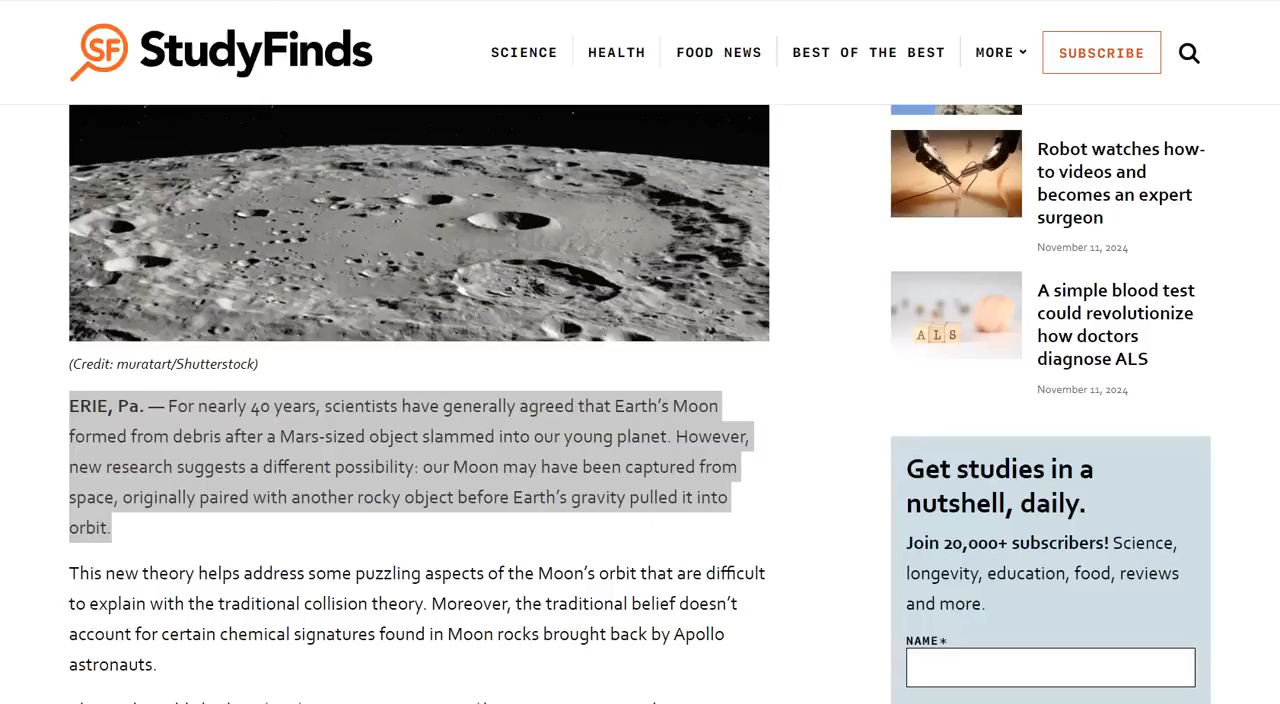 SF StudyFinds
SCIENCE HEALTH FOOD NEWS BEST OF THE BEST MORE SUBSCRIBE
(Credit: muratart/Shutterstock)
ERIE, Pa. — For nearly 40 years, scientists have generally agreed that Earth’s Moon
formed from debris after a Mars-sized object slammed into our young planet. However,
new research suggests a different possibility: our Moon may have been captured from
space, originally paired with another rocky object before Earth’s gravity pulled it into
orbit.
This new theory helps address some puzzling aspects of the Moon’s orbit that are difficult
to explain with the traditional collision theory. Moreover, the traditional belief doesn’t
account for certain chemical signatures found in Moon rocks brought back by Apollo
astronauts.
Robot watches how-
to videos and
becomes an expert
surgeon
November 11, 2024
ALS
A simple blood test
could revolutionize
how doctors
diagnose ALS
November 11, 2024
Get studies in a
nutshell, daily.
Join 20,000+ subscribers! Science,
longevity, education, food, reviews
and more.
NAME*